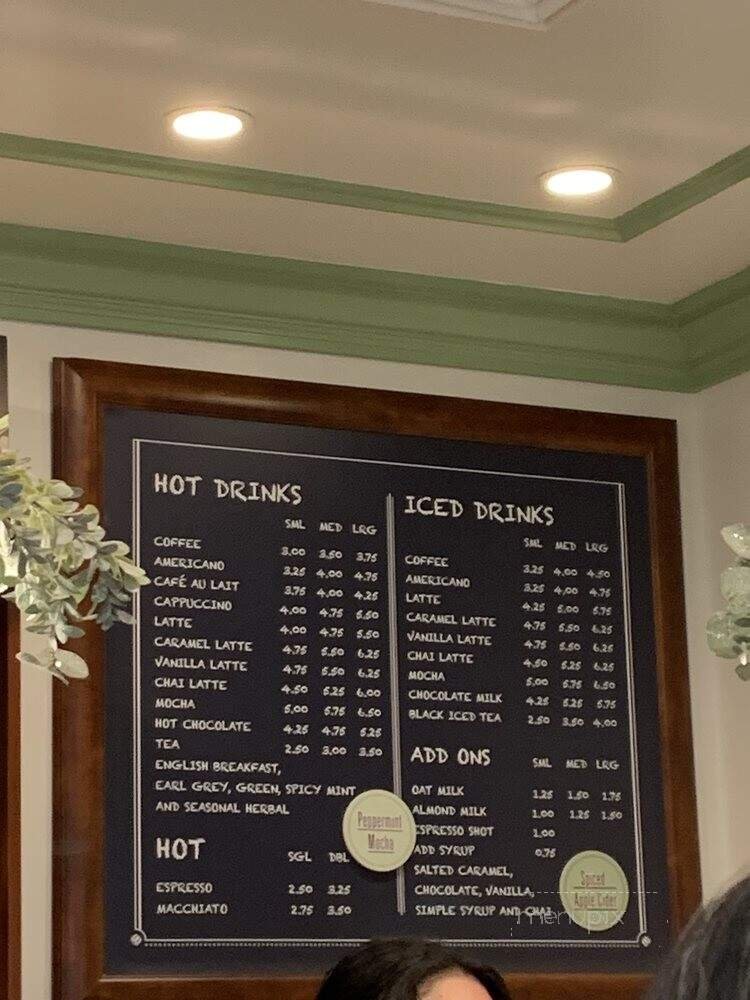 HOT DRINKS
SML MED LRG
COFFEE 3.00 3.50 3.75
AMERICANO 3.25 4.00 4.75
CAFÉ AU LAIT 3.75 4.00 4.25
CAPPUCCINO 4.00 4.75 5.50
LATTE 4.00 4.75 5.50
CARAMEL LATTE 4.75 5.50 6.25
VANILLA LATTE 4.75 5.50 6.25
CHAI LATTE 4.50 5.25 6.00
MOCHA 5.00 5.75 6.50
HOT CHOCOLATE 4.25 4.75 5.25
TEA 2.50 3.00 3.50
ENGLISH BREAKFAST,
EARL GREY, GREEN, SPICY MINT
AND SEASONAL HERBAL
HOT
SGL DBL
ESPRESSO 2.50 3.25
MACCHIATO 2.75 3.50
Peppermint
Mocha
ICED DRINKS
SML MED LRG
COFFEE 3.25 4.00 4.50
AMERICANO 3.25 4.00 4.75
LATTE 4.25 5.00 5.75
CARAMEL LATTE 4.75 5.50 6.25
VANILLA LATTE 4.75 5.50 6.25
CHAI LATTE 4.50 5.25 6.25
MOCHA 5.00 5.75 6.50
CHOCOLATE MILK 4.25 5.25 6.25
BLACK ICED TEA 2.50 3.50 4.00
ADD ONS
SML MED LRG
OAT MILK 1.25 1.50 1.75
ALMOND MILK 1.00 1.25 1.50
ESPRESSO SHOT 1.00
ADD SYRUP 0.75
SALTED CARAMEL,
CHOCOLATE, VANILLA,
SIMPLE SYRUP AND CHAI
Spiced
Apple Cider
menupix